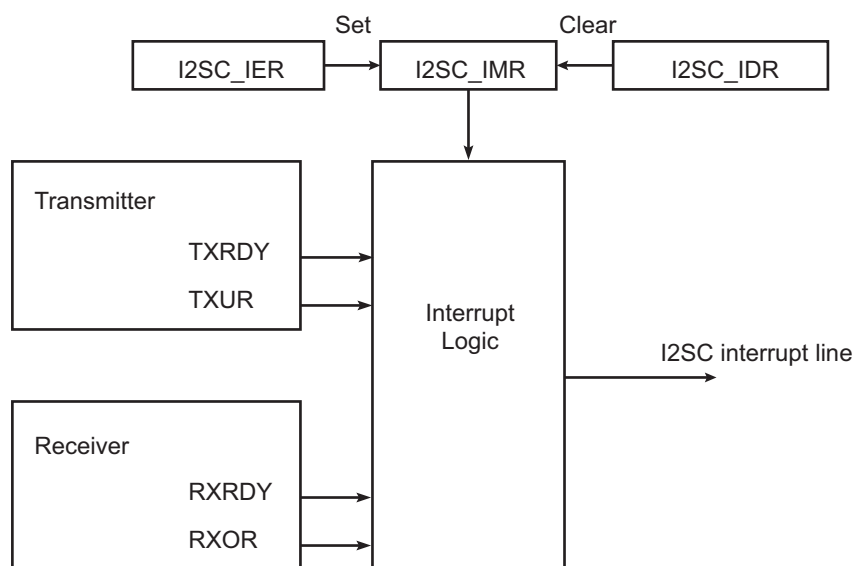 Set
Clear
I2SC_IER
I2SC_IMR
I2SC_IDR
Transmitter
TXRDY
TXUR
Interrupt
Logic
I2SC interrupt line
Receiver
RXRDY
RXOR